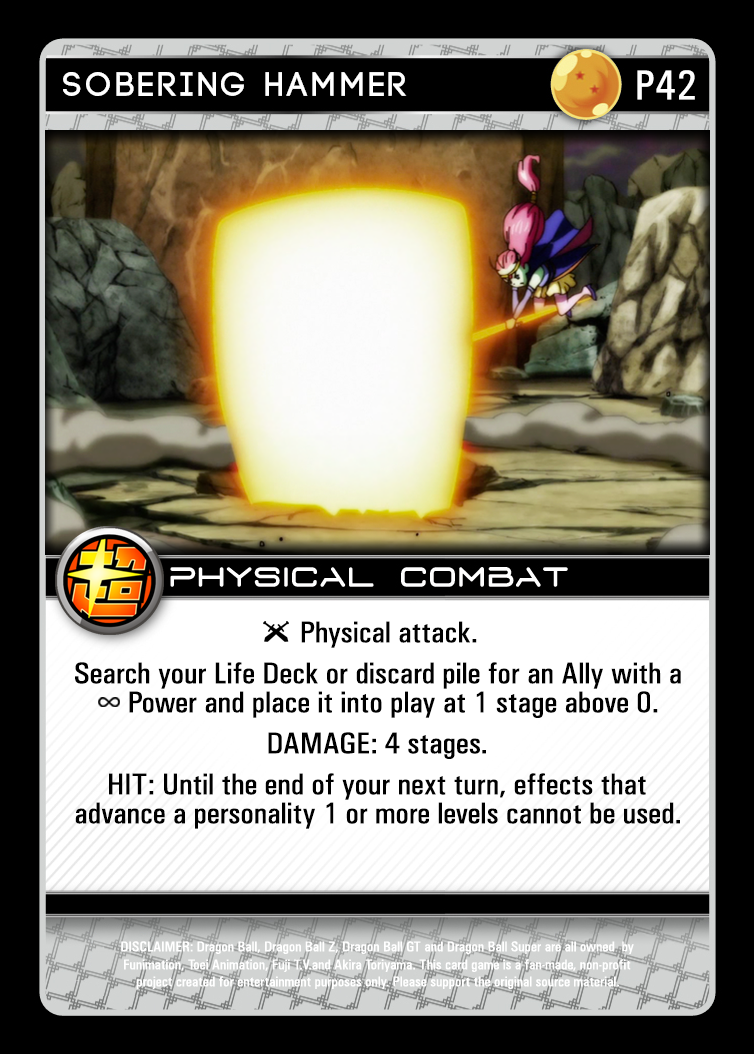 SOBERING HAMMER
P42
PHYSICAL COMBAT
Physical attack.
Search your Life Deck or discard pile for an Ally with a
∞ Power and place it into play at 1 stage above 0.
DAMAGE: 4 stages.
HIT: Until the end of your next turn, effects that
advance a personality 1 or more levels cannot be used.
DISCLAIMER: Dragon Ball, Dragon Ball Z, Dragon Ball GT and Dragon Ball Super are all owned by
Funimation, Toei Animation, Fuji T.V.and Akira Toriyama. This card game is a fan-made, non-profit
project created for entertainment purposes only. Please support the original source material.